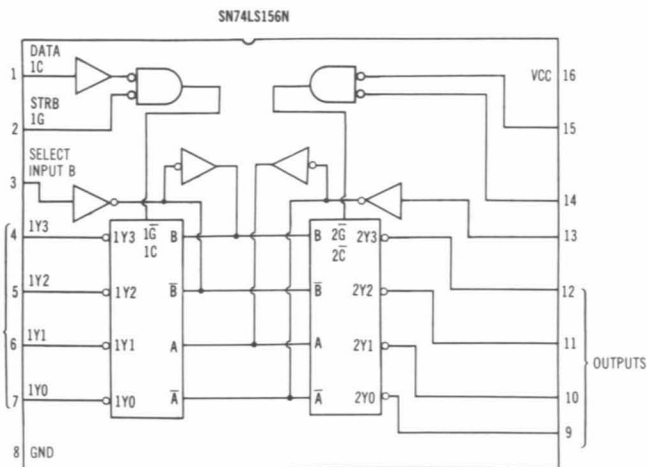 SN74LS156N
DATA
1C
1
STRB
1G
2
SELECT
INPUT B
3
4 1Y3
5 1Y2
6 1Y1
7 1Y0
8 GND
1Y3
1Y2
1Y1
1Y0
1G̅
1C
B
B̅
A
A̅
B
B̅
A
A̅
2G̅
2C̅
2Y3
2Y2
2Y1
2Y0
VCC 16
15
14
13
12
11
10
9
OUTPUTS